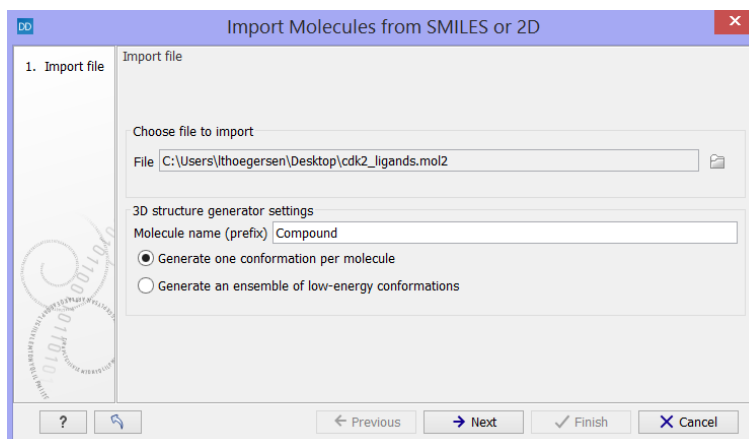 DD
Import Molecules from SMILES or 2D
1. Import file
Import file
Choose file to import
File C:\Users\lthoegersen\Desktop\cdk2_ligands.mol2
3D structure generator settings
Molecule name (prefix) Compound
Generate one conformation per molecule
Generate an ensemble of low-energy conformations
? Previous Next Finish Cancel